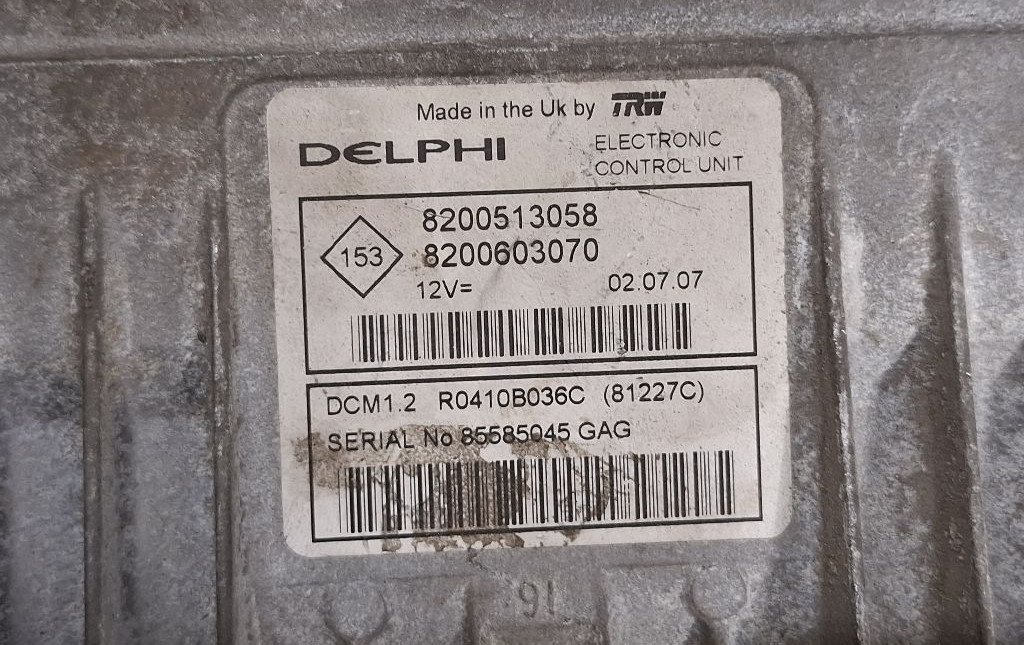 Made in the Uk by TRW
DELPHI
ELECTRONIC
CONTROL UNIT
8200513058
153
8200603070
12V=
02.07.07
DCM1.2 R0410B036C (81227C)
SERIAL No 85585045 GAG
91